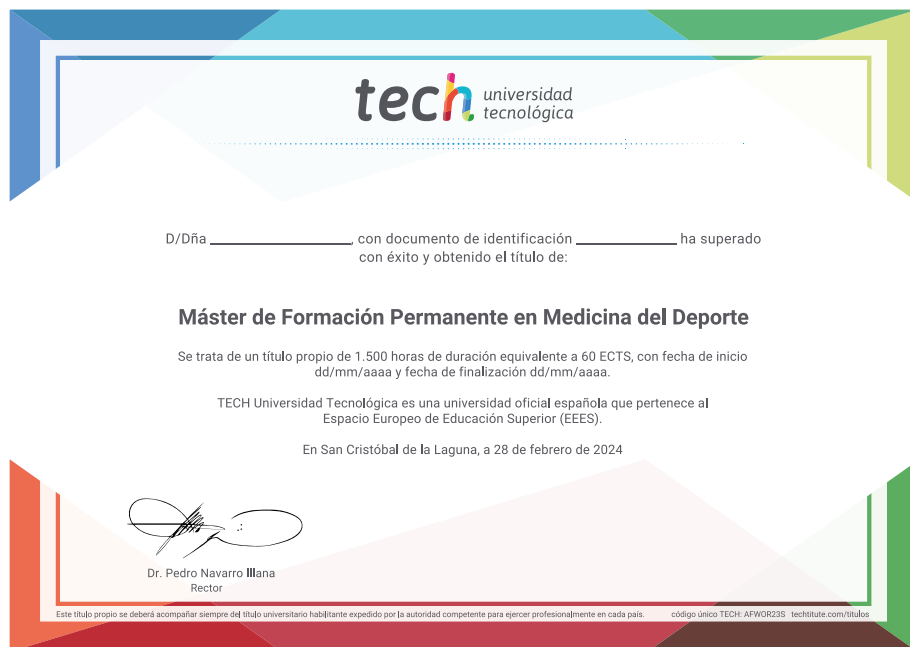 tech universidad
tecnológica
D/Dña ________________, con documento de identificación ____________ ha superado
con éxito y obtenido el título de:
Máster de Formación Permanente en Medicina del Deporte
Se trata de un título propio de 1.500 horas de duración equivalente a 60 ECTS, con fecha de inicio
dd/mm/aaaa y fecha de finalización dd/mm/aaaa.
TECH Universidad Tecnológica es una universidad oficial española que pertenece al
Espacio Europeo de Educación Superior (EEES).
En San Cristóbal de la Laguna, a 28 de febrero de 2024
Dr. Pedro Navarro Illana
Rector
Este título propio se deberá acompañar siempre del título universitario habilitante expedido por la autoridad competente para ejercer profesionalmente en cada país. código único TECH: AFWOR23S techtitute.com/titulos